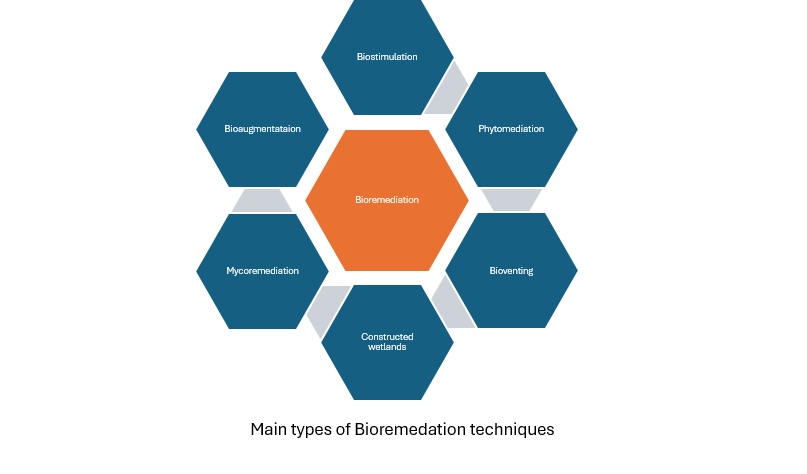 Biostimulation
Bioaugmentataion
Phytomediation
Bioremediation
Mycoremediation
Bioventing
Constructed
wetlands
Main types of Bioremedation techniques